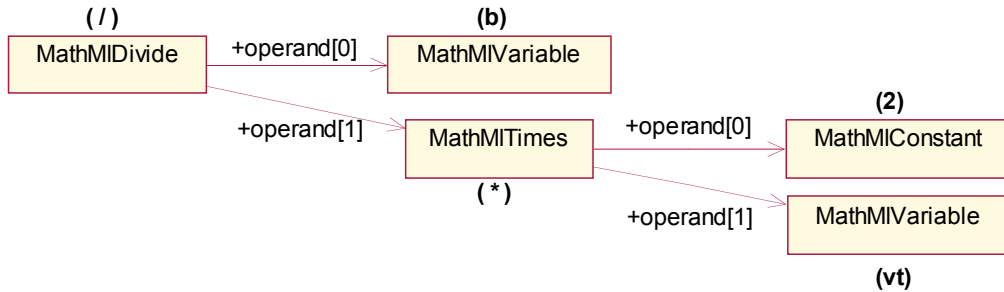 ( / )
(b)
MathMlDivide
+operand[0]
MathMlVariable
(2)
+operand[1]
MathMlTimes
+operand[0]
MathMlConstant
( * )
+operand[1]
MathMlVariable
(vt)